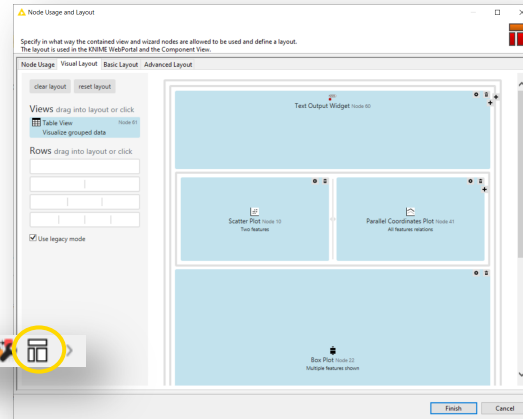 Node Usage and Layout
Specify in what way the contained view and wizard nodes are allowed to be used and define a layout.
The layout is used in the KNIME WebPortal and the Component View.
Node Usage Visual Layout Basic Layout Advanced Layout
clear layout reset layout
Views drag into layout or click
Table View Node 61
Visualize grouped data
Rows drag into layout or click
Use legacy mode
Text Output Widget Node 60
Scatter Plot Node 10
Two features
Parallel Coordinates Plot Node 41
All features relations
Box Plot Node 22
Multiple features shown
Finish Cancel